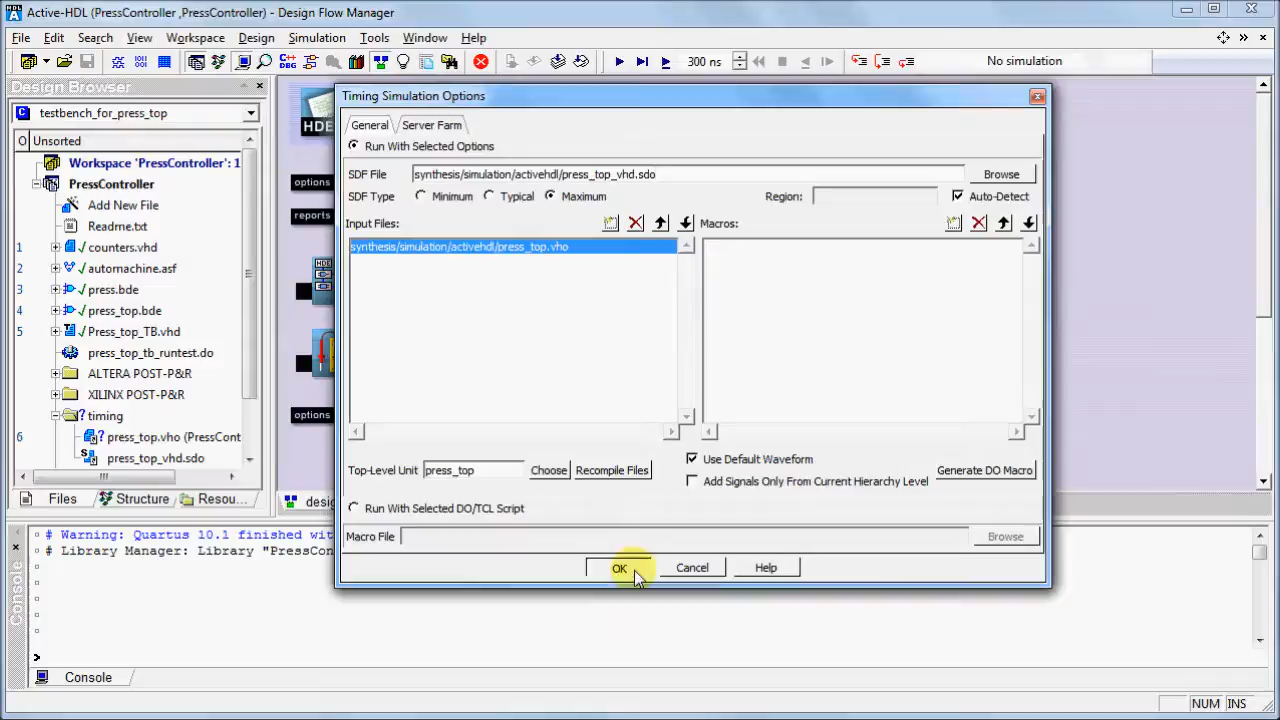 Active-HDL (PressController ,PressController) - Design Flow Manager
File Edit Search View Workspace Design Simulation Tools Window Help
300 ns No simulation
Design Browser
testbench_for_press_top
O Unsorted
Workspace 'PressController': 1
PressController
Add New File
Readme.txt
1 counters.vhd
2 automachine.asf
3 press.bde
4 press_top.bde
5 Press_top_TB.vhd
press_top_tb_runtest.do
ALTERA POST-P&R
XILINX POST-P&R
timing
6 press_top.vho (PressCont
press_top_vhd.sdo
Files Structure Resou...
HDE
options
reports
HDE
options
desig
Timing Simulation Options
General Server Farm
Run With Selected Options
SDF File synthesis/simulation/activehdl/press_top_vhd.sdo Browse
SDF Type Minimum Typical Maximum Region: Auto-Detect
Input Files: Macros:
synthesis/simulation/activehdl/press_top.vho
Top-Level Unit press_top Choose Recompile Files Use Default Waveform Generate DO Macro
Add Signals Only From Current Hierarchy Level
Run With Selected DO/TCL Script
Macro File Browse
OK Cancel Help
# Warning: Quartus 10.1 finished wit
# Library Manager: Library "PressCon
>
Console
Console
NUM INS